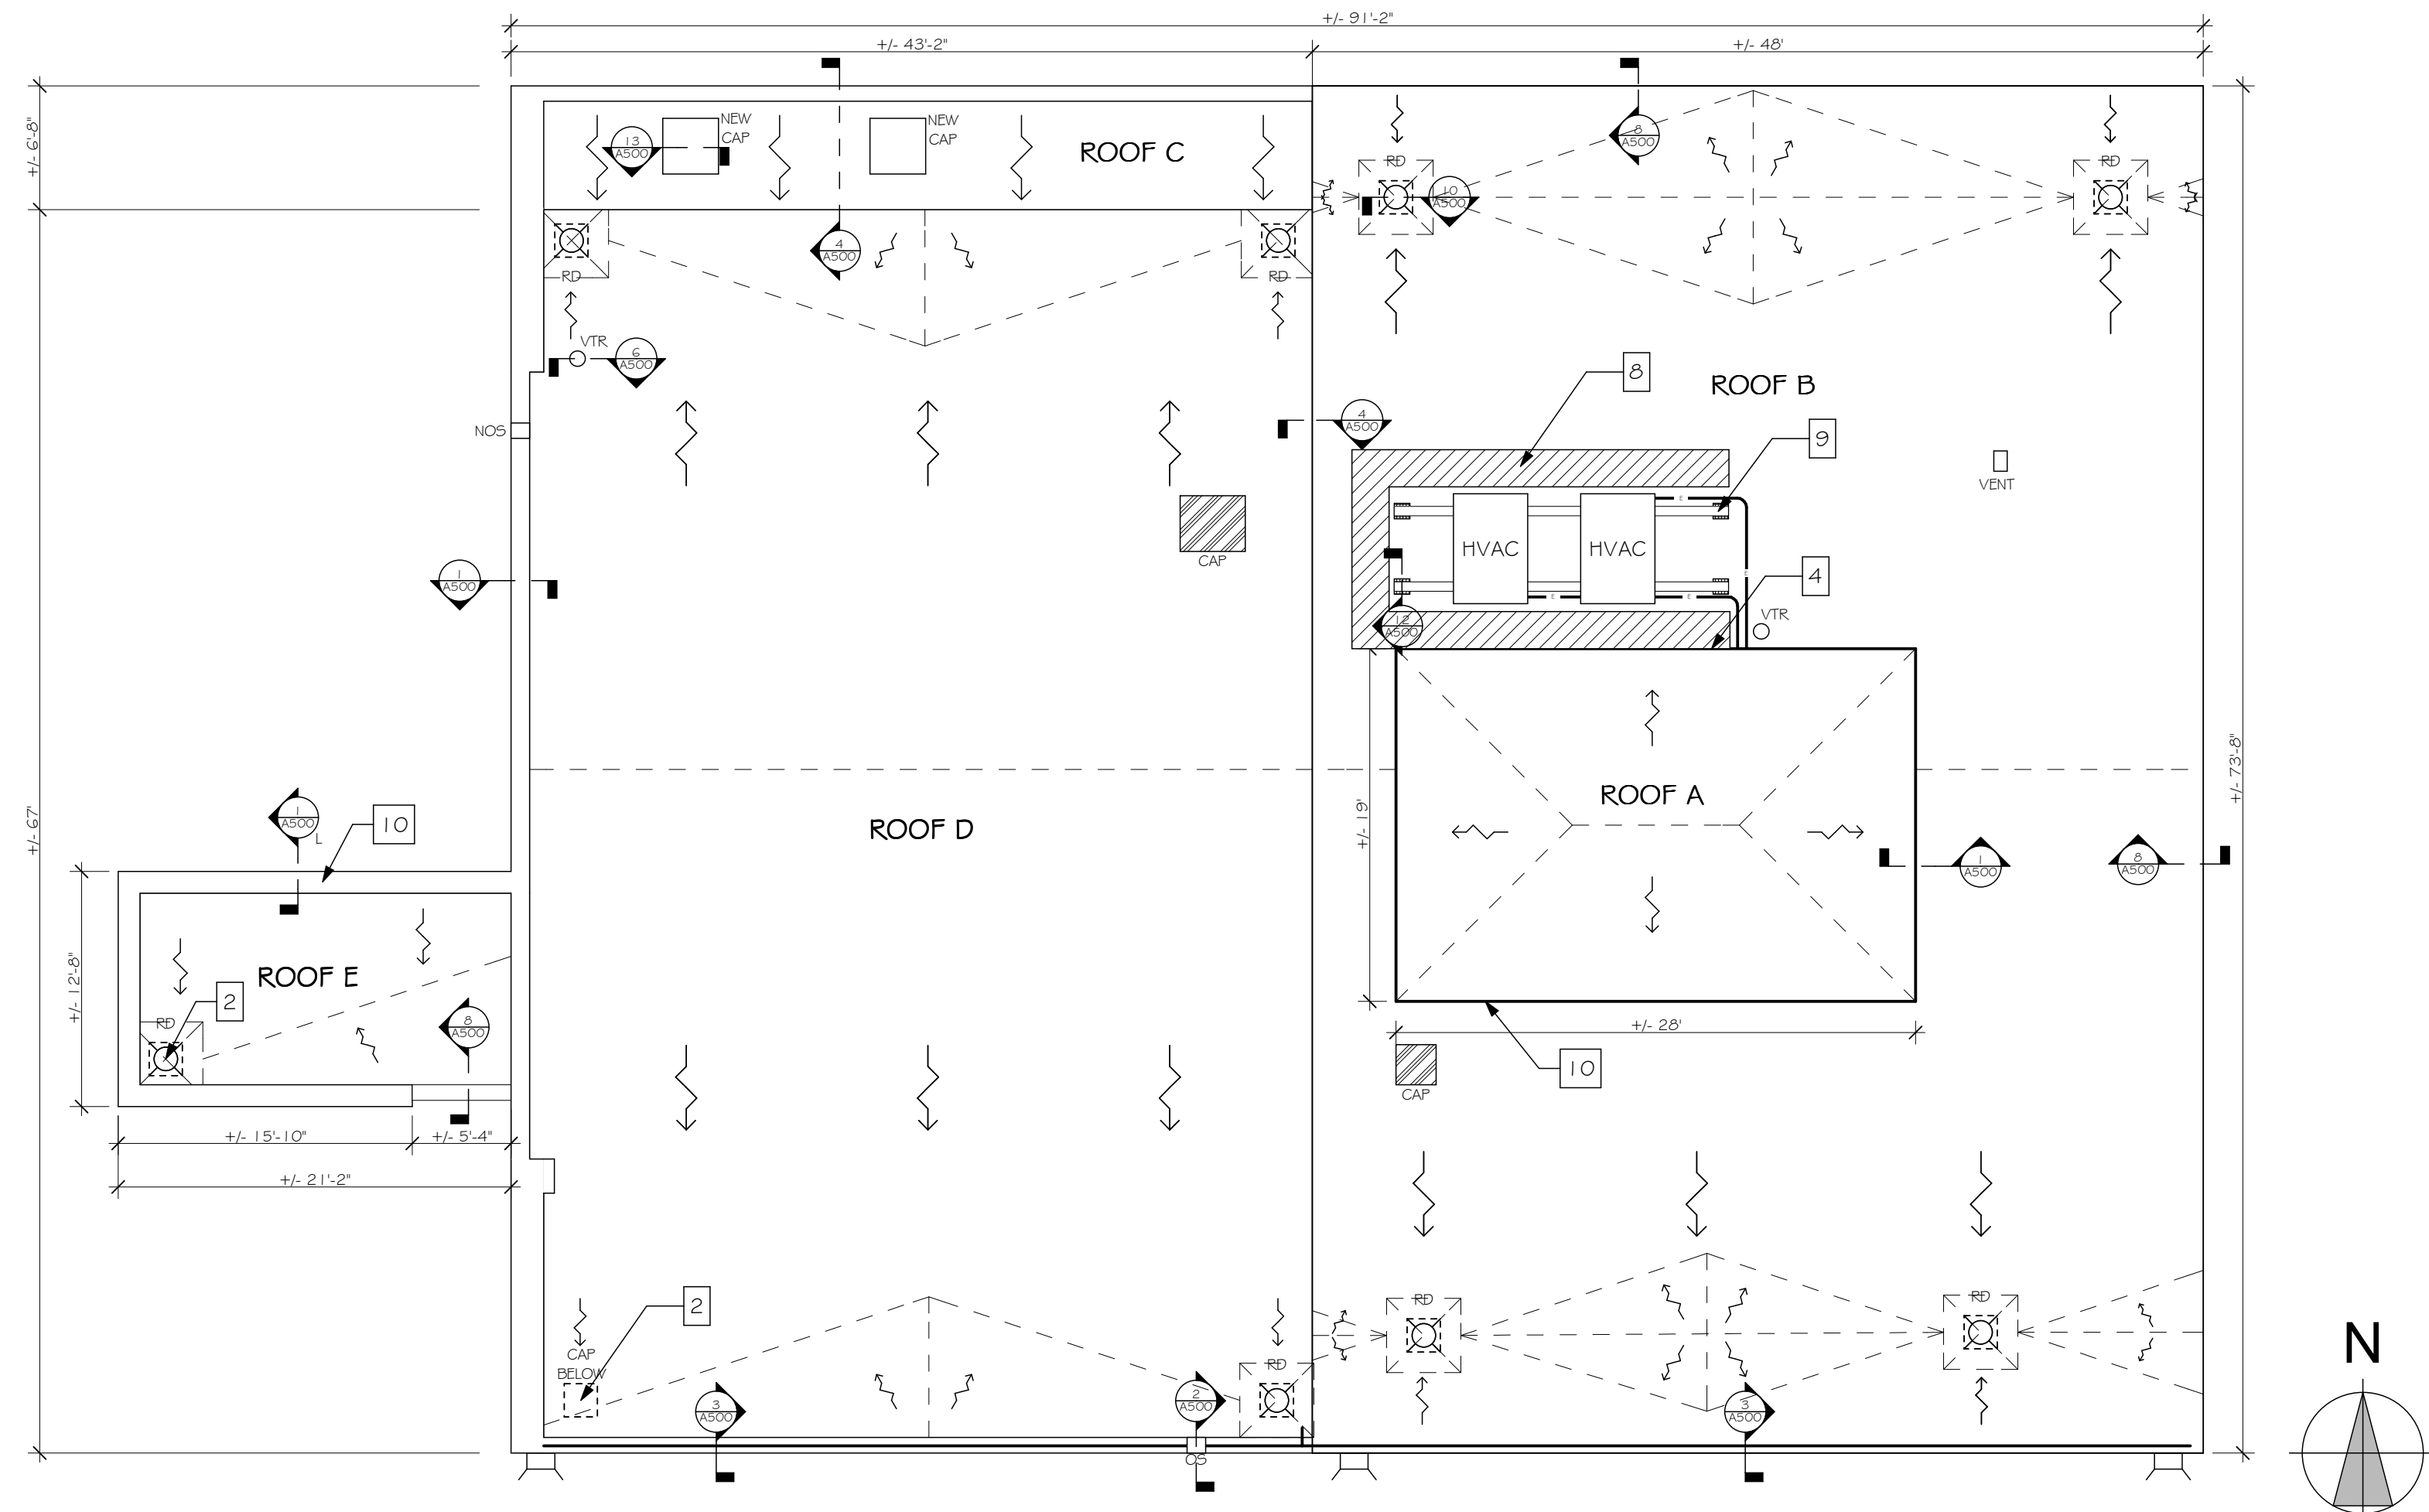 +/- 91'-2"
+/- 43'-2"
+/- 48'
+/- 6'-8"
NEW
CAP
NEW
CAP
13
A500
ROOF C
8
A500
RD
RD
10
A500
4
A500
RD
RD
VTR
6
A500
8
ROOF B
NOS
4
A500
9
VENT
CAP
HVAC
HVAC
E
E
E
E
4
1
A500
12
A500
VTR
+/- 73'-8"
ROOF A
+/- 19'
+/- 67'
1
A500
L
10
ROOF D
1
A500
8
A500
ROOF E
+/- 12'-8"
2
RD
8
A500
+/- 28'
10
CAP
+/- 15'-10"
+/- 5'-4"
+/- 21'-2"
2
RD
RD
CAP
BELOW
RD
3
A500
2
A500
3
A500
OS
N